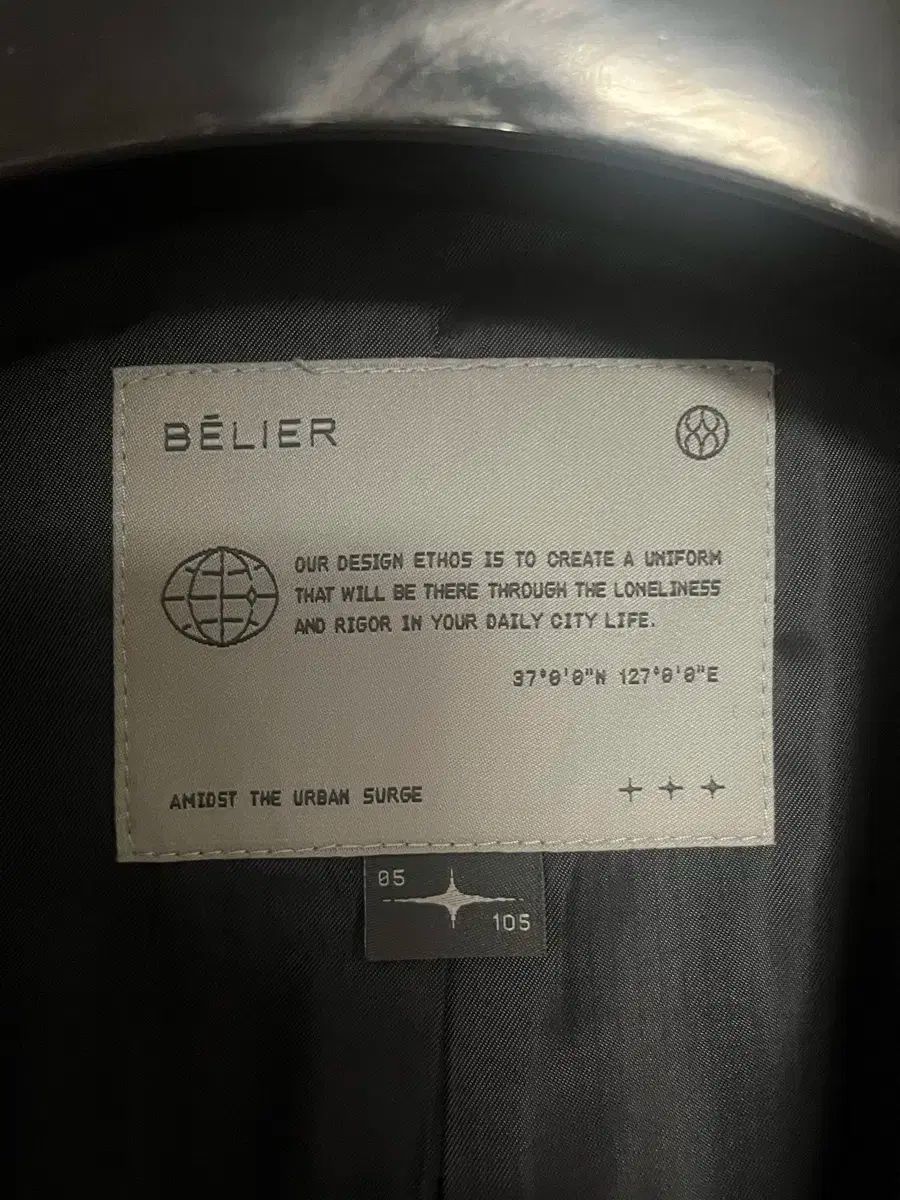 BĒLIER
OUR DESIGN ETHOS IS TO CREATE A UNIFORM
THAT WILL BE THERE THROUGH THE LONELINESS
AND RIGOR IN YOUR DAILY CITY LIFE.
37°0'0"N 127°0'0"E
AMIDST THE URBAN SURGE
05
105